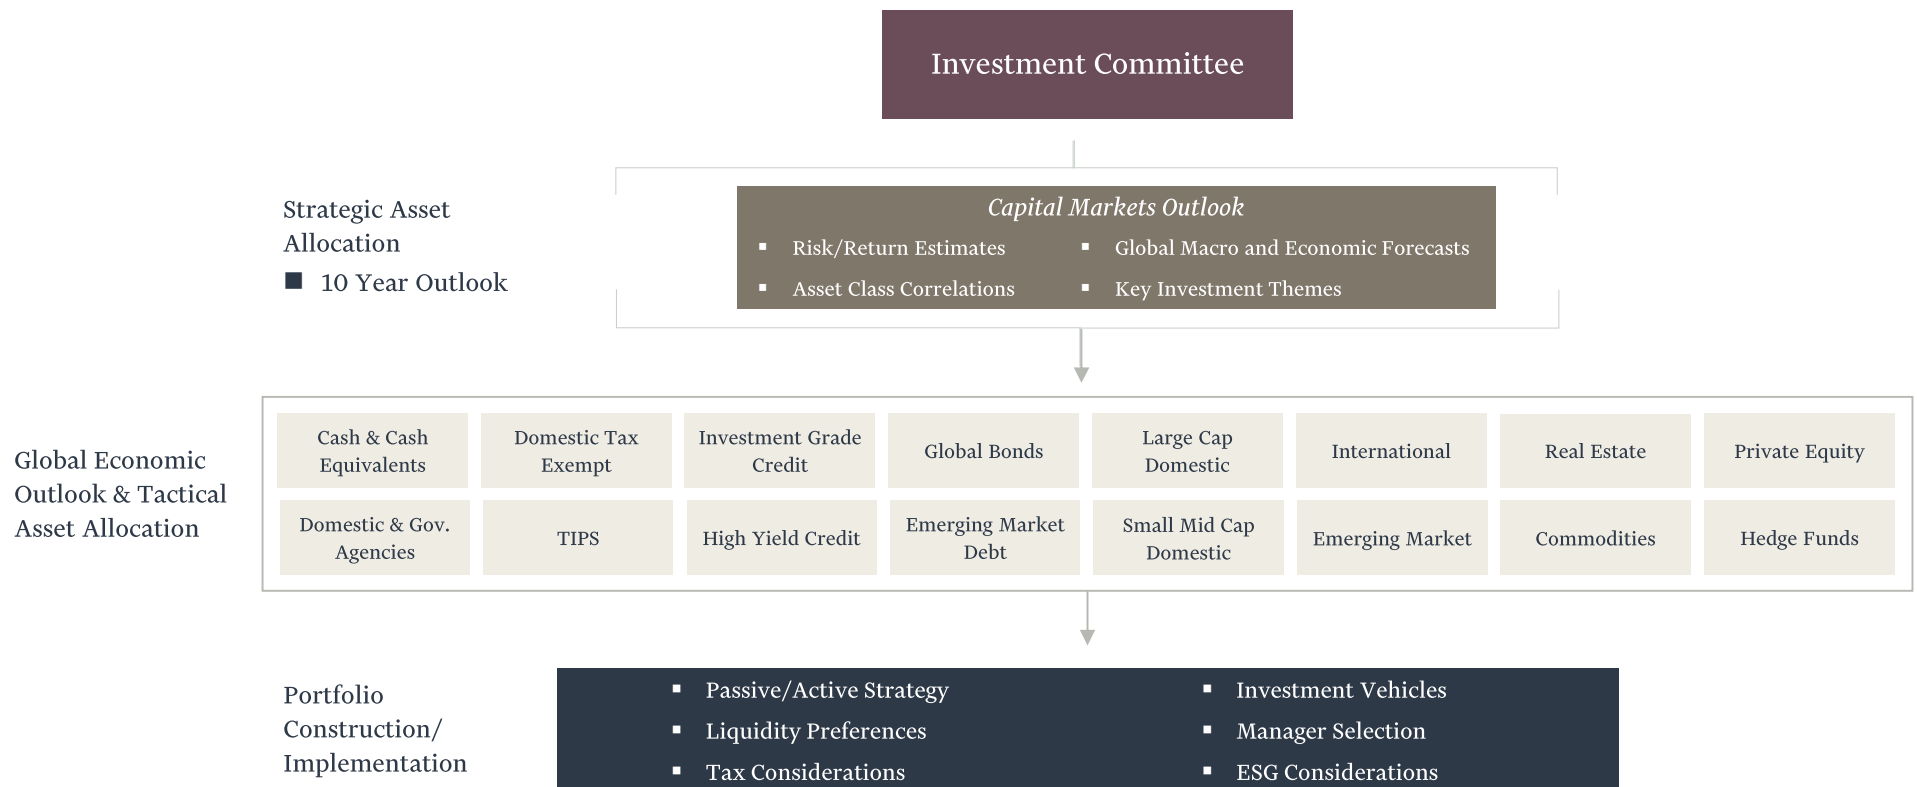 Investment Committee
Strategic Asset
Allocation
■ 10 Year Outlook
Capital Markets Outlook
▪ Risk/Return Estimates
▪ Global Macro and Economic Forecasts
▪ Asset Class Correlations
▪ Key Investment Themes
Global Economic
Outlook & Tactical
Asset Allocation
Cash & Cash
Equivalents
Domestic Tax
Exempt
Investment Grade
Credit
Global Bonds
Large Cap
Domestic
International
Real Estate
Private Equity
Domestic & Gov.
Agencies
TIPS
High Yield Credit
Emerging Market
Debt
Small Mid Cap
Domestic
Emerging Market
Commodities
Hedge Funds
Portfolio
Construction/
Implementation
▪ Passive/Active Strategy
▪ Liquidity Preferences
▪ Tax Considerations
▪ Investment Vehicles
▪ Manager Selection
▪ ESG Considerations